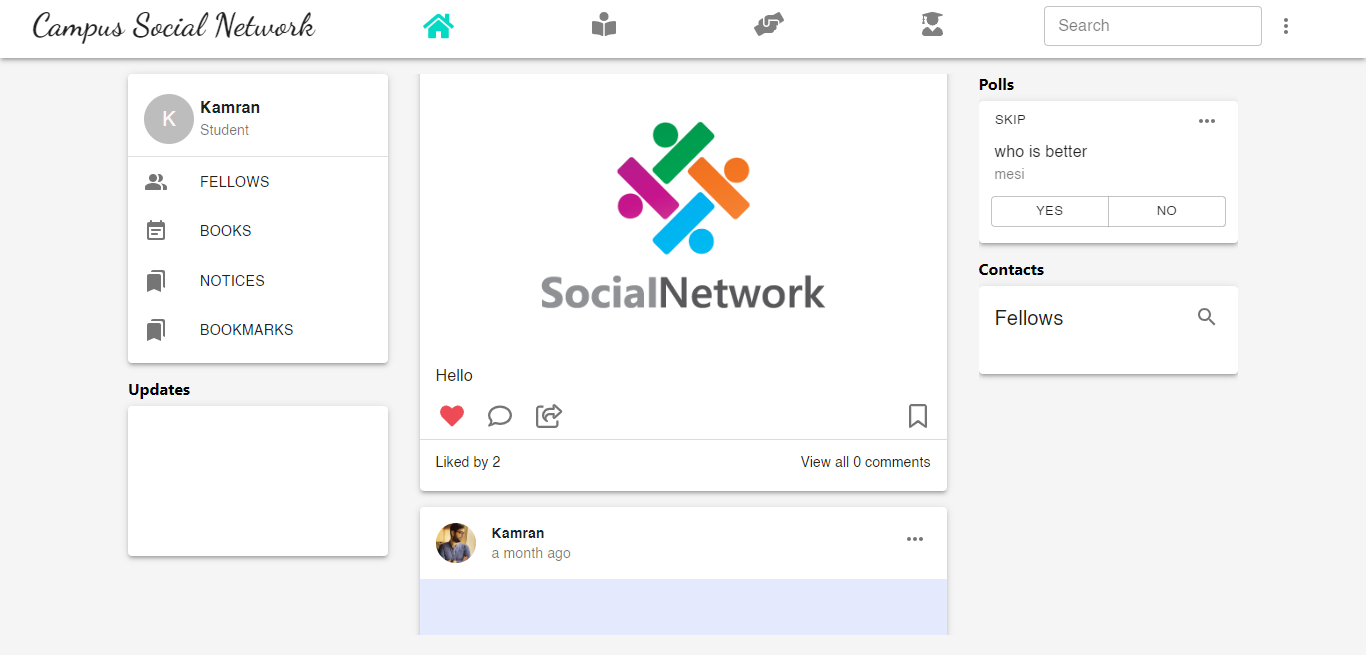 Campus Social Network
Search
K
Kamran
Student
FELLOWS
BOOKS
NOTICES
BOOKMARKS
Updates
SocialNetwork
Hello
Liked by 2
View all 0 comments
Kamran
a month ago
Polls
SKIP
who is better
mesi
YES
NO
Contacts
Fellows